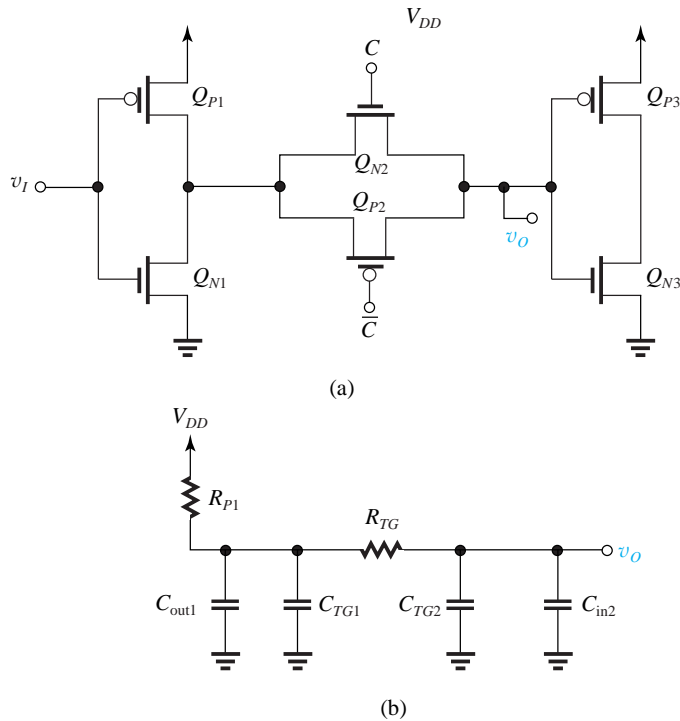 V_DD
C
Q_P1
Q_P3
Q_N2
v_I
Q_P2
v_O
Q_N1
Q_N3
C̅
(a)
V_DD
R_P1
R_TG
v_O
C_out1
C_TG1
C_TG2
C_in2
(b)